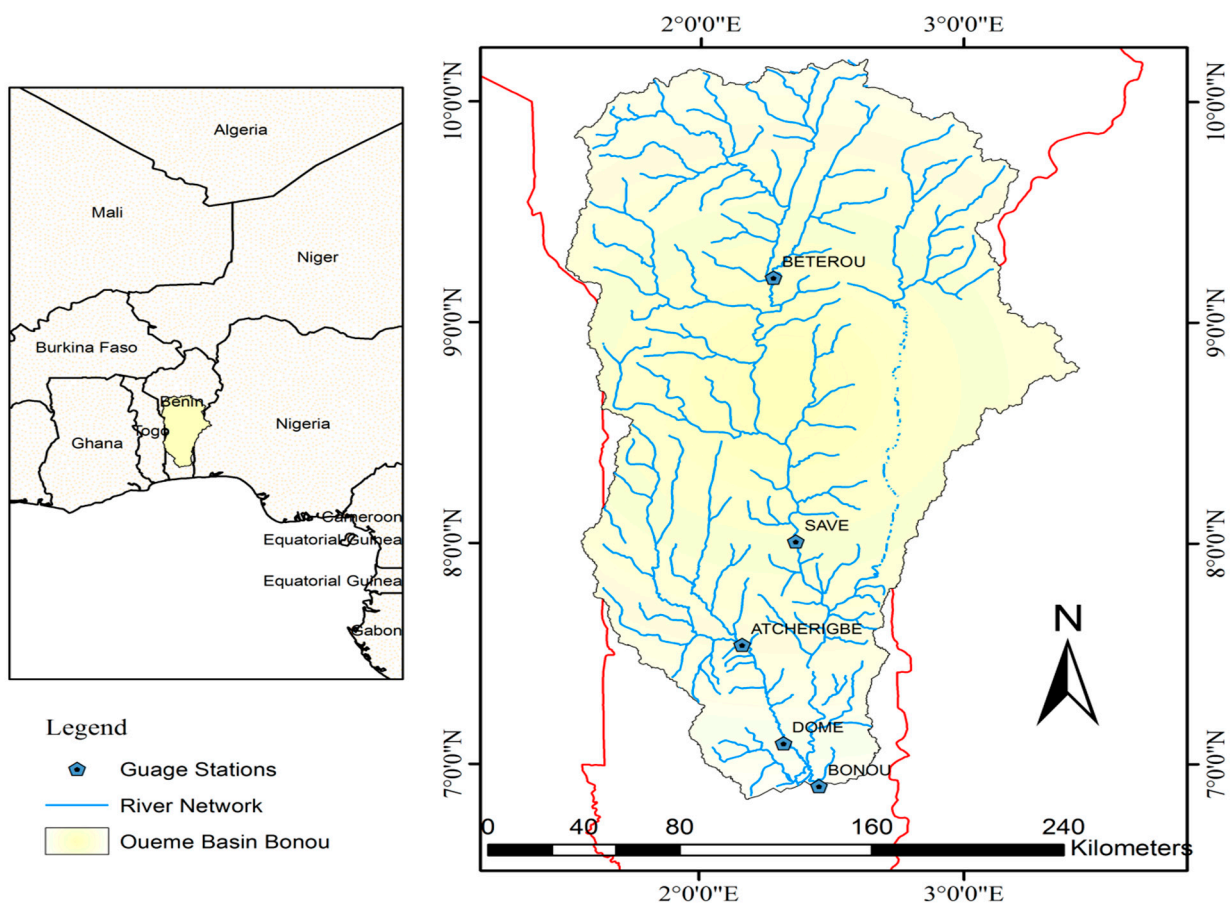 Algeria
Mali
Niger
Burkina Faso
Benin
Ghana
Togo
Nigeria
Cameroon
Equatorial Guinea
Equatorial Guinea
Gabon
Legend
Guage Stations
River Network
Oueme Basin Bonou
2°0'0"E 3°0'0"E
10°0'0"N 10°0'0"N
9°0'0"N 9°0'0"N
8°0'0"N 8°0'0"N
7°0'0"N 7°0'0"N
BETEROU
SAVE
ATCHERIGBE
DOME
BONOU
N
0 40 80 160 240
Kilometers
2°0'0"E 3°0'0"E